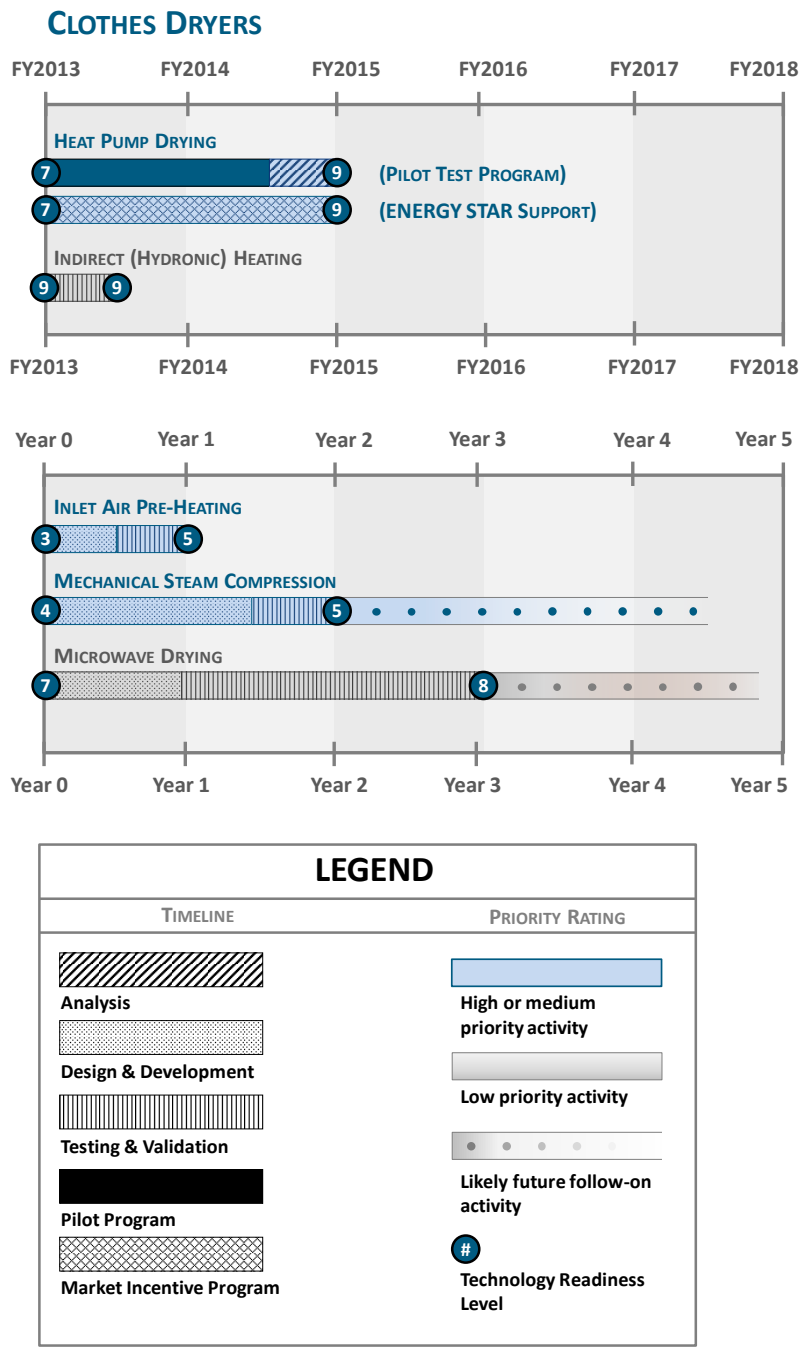 CLOTHES DRYERS
FY2013 FY2014 FY2015 FY2016 FY2017 FY2018
HEAT PUMP DRYING
7 9 (PILOT TEST PROGRAM)
7 9 (ENERGY STAR SUPPORT)
INDIRECT (HYDRONIC) HEATING
9 9
FY2013 FY2014 FY2015 FY2016 FY2017 FY2018
Year 0 Year 1 Year 2 Year 3 Year 4 Year 5
INLET AIR PRE-HEATING
3 5
MECHANICAL STEAM COMPRESSION
4 5
MICROWAVE DRYING
7 8
Year 0 Year 1 Year 2 Year 3 Year 4 Year 5
LEGEND
TIMELINE PRIORITY RATING
Analysis
Design & Development
Testing & Validation
Pilot Program
Market Incentive Program
High or medium
priority activity
Low priority activity
Likely future follow-on
activity
#
Technology Readiness
Level